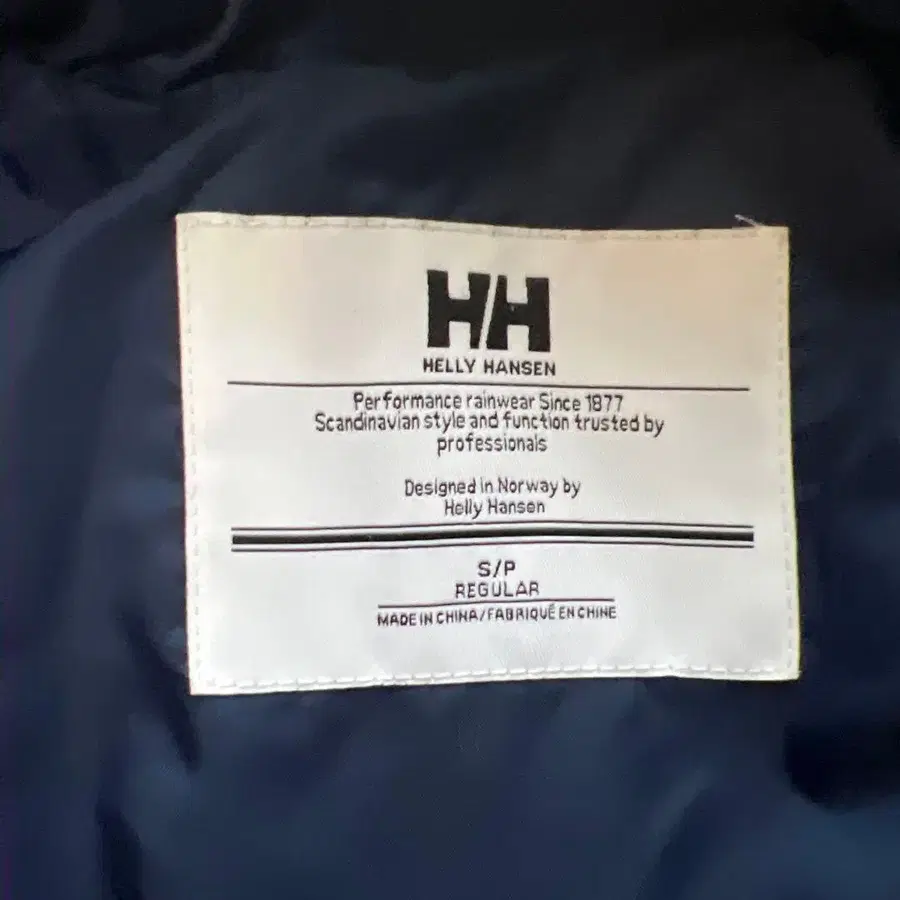 HH
HELLY HANSEN
Performance rainwear Since 1877
Scandinavian style and function trusted by
professionals
Designed in Norway by
Helly Hansen
S/P
REGULAR
MADE IN CHINA/FABRIQUÉ EN CHINE